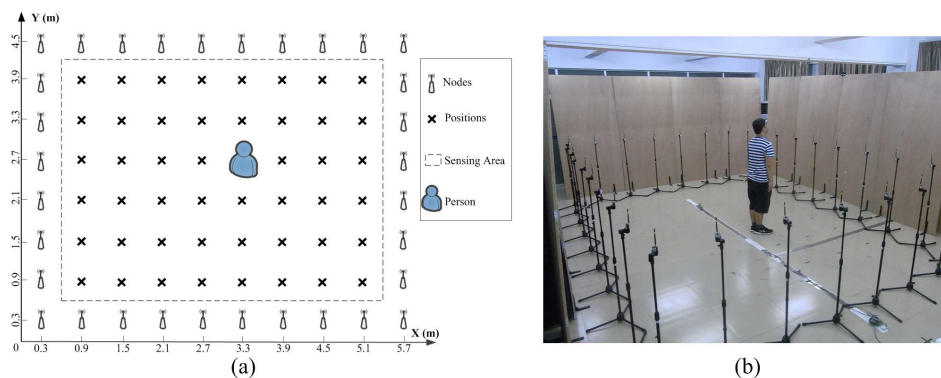 Y (m)
4.5
3.9
3.3
2.7
2.1
1.5
0.9
0.3
0
0.3 0.9 1.5 2.1 2.7 3.3 3.9 4.5 5.1 5.7
X (m)
Nodes
Positions
Sensing Area
Person
(a)
(b)